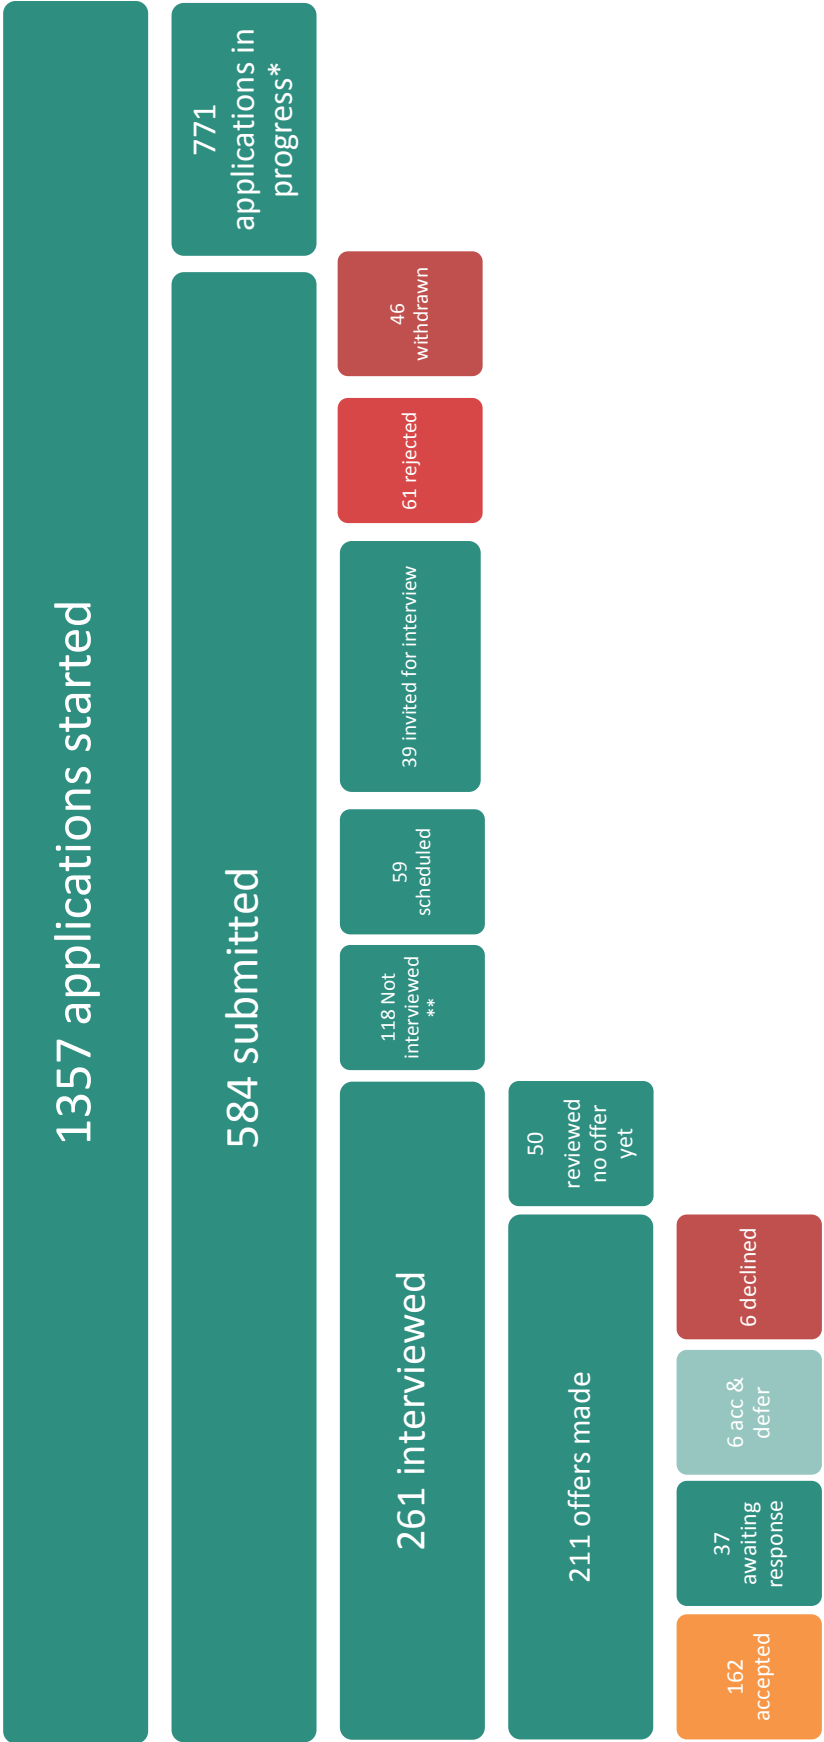 1357 applications started
584 submitted
771
applications in
progress*
261 interviewed
118 Not
interviewed
**
59
scheduled
39 invited for interview
61 rejected
46
withdrawn
211 offers made
50
reviewed
no offer
yet
162
accepted
37
awaiting
response
6 acc &
defer
6 declined